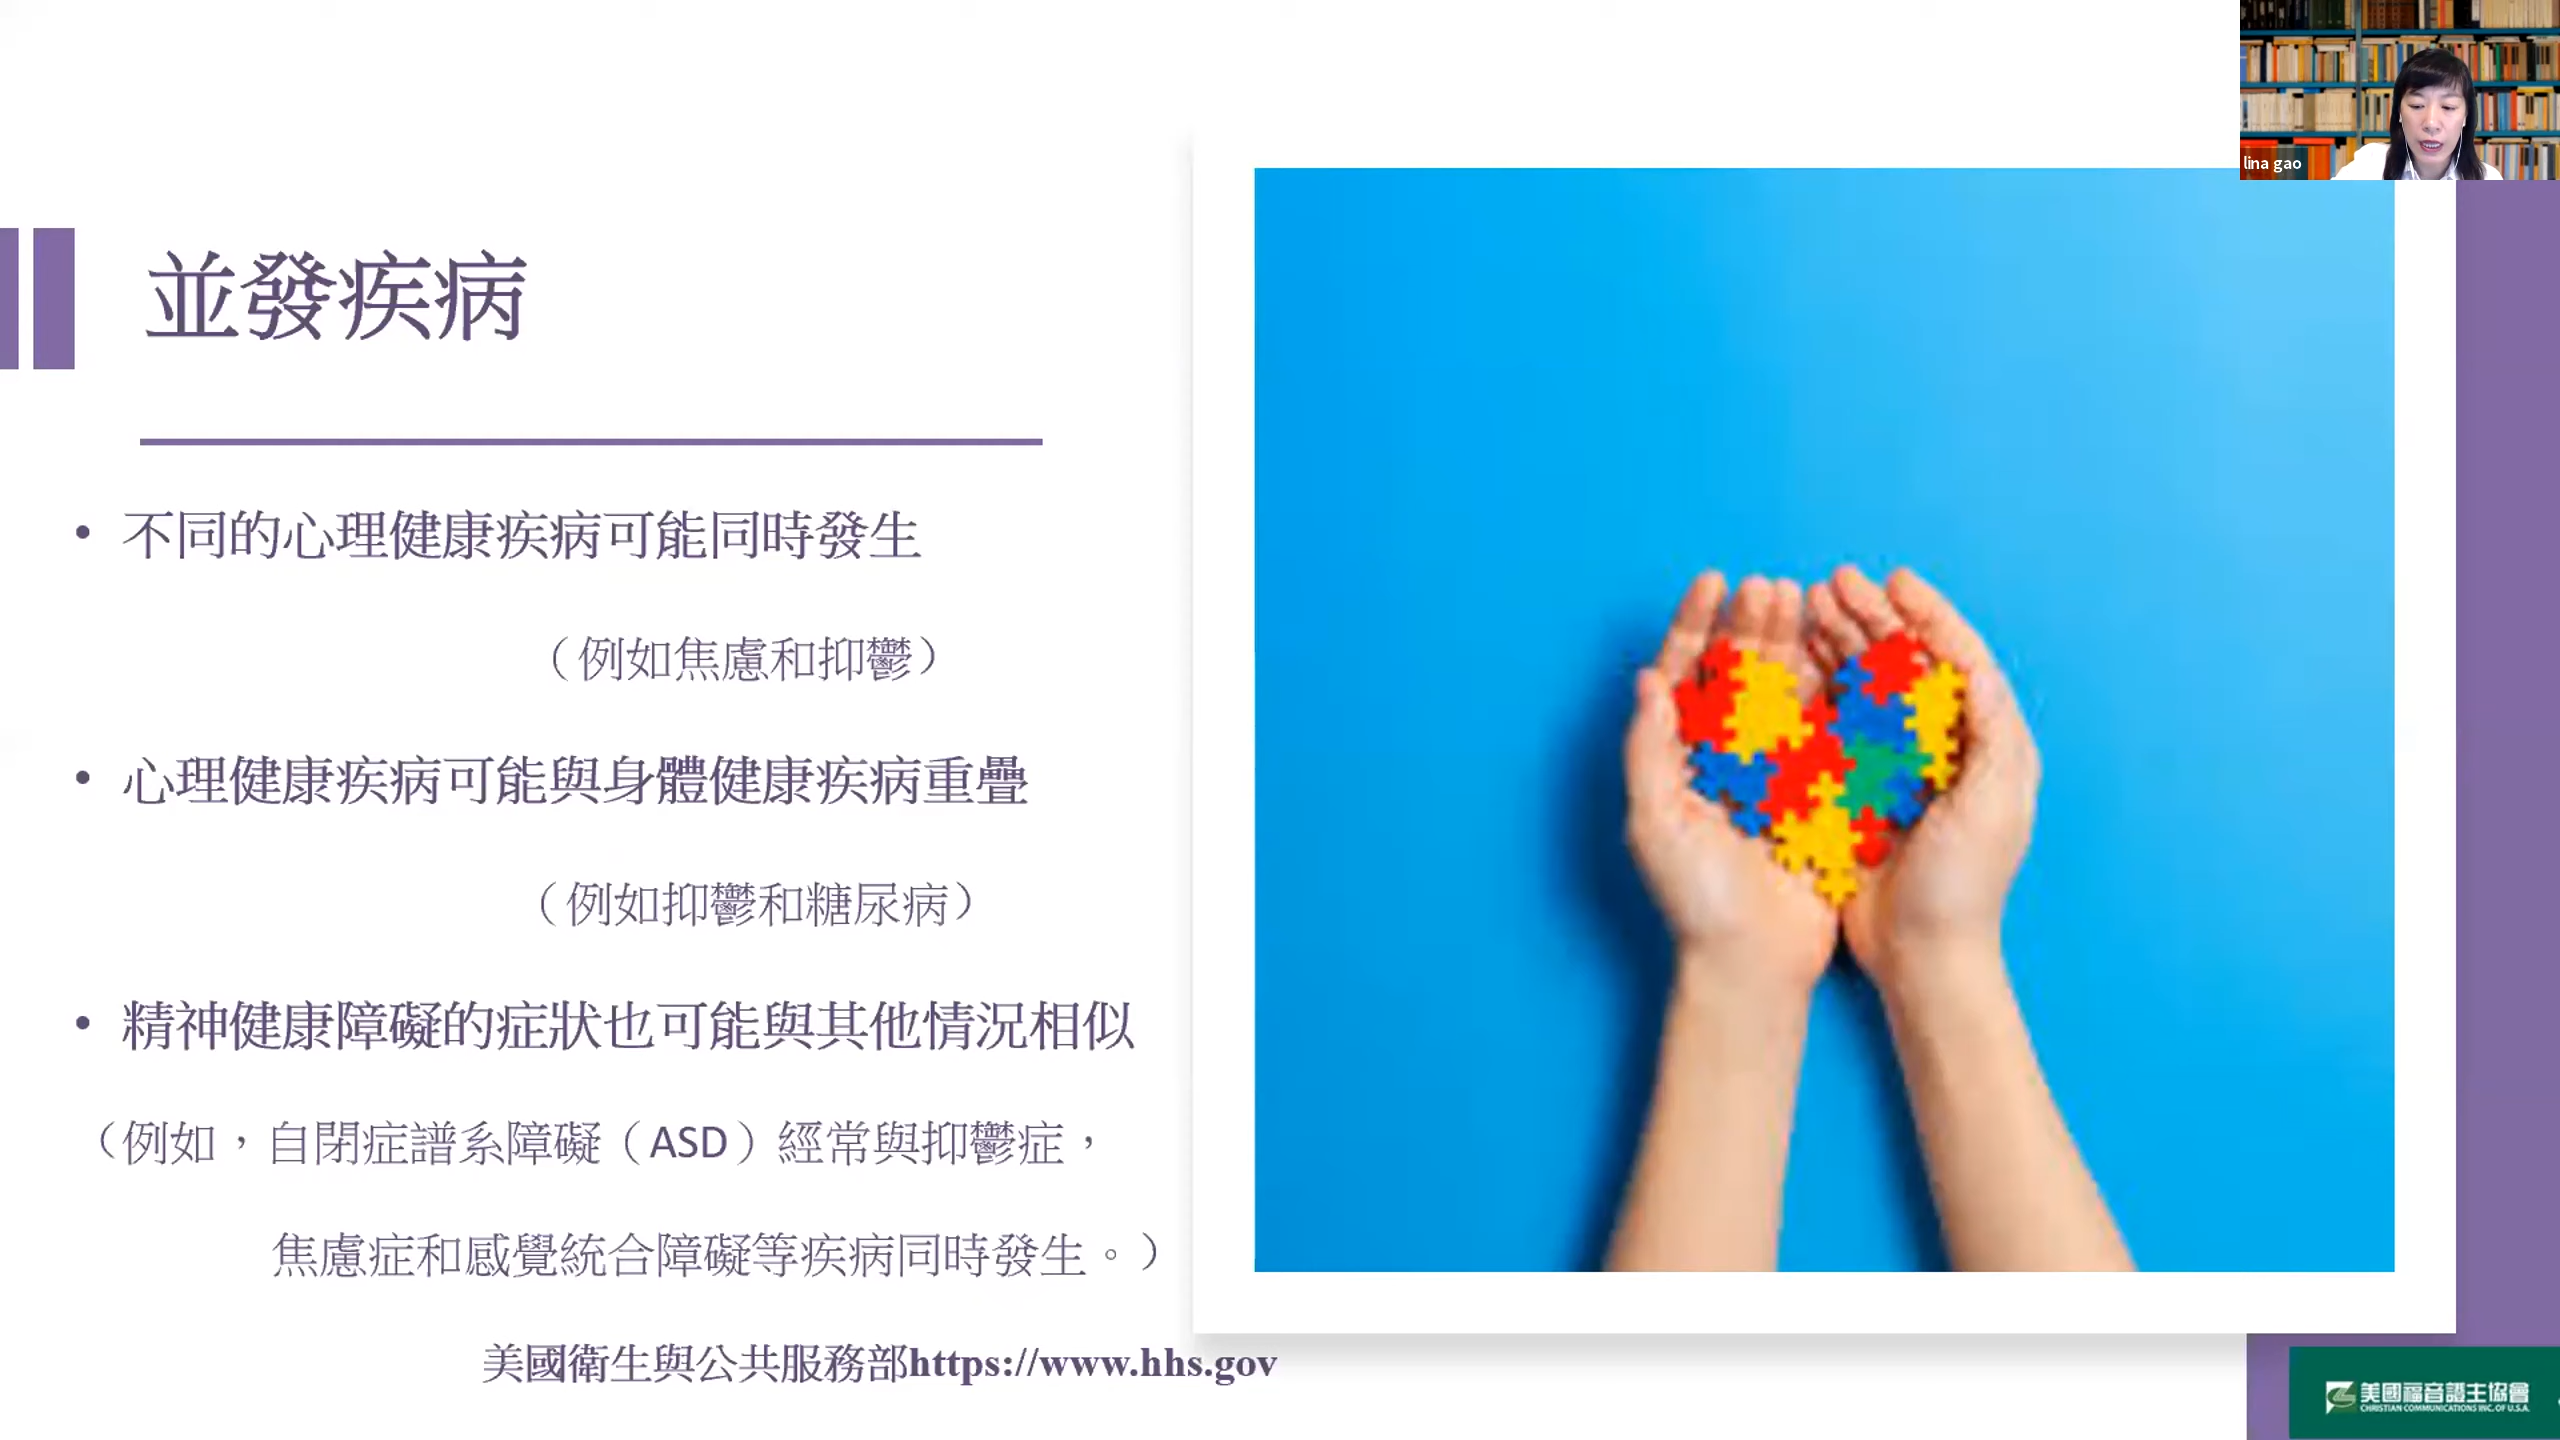 lina gao
並發疾病
• 不同的心理健康疾病可能同時發生
（例如焦慮和抑鬱）
• 心理健康疾病可能與身體健康疾病重疊
（例如抑鬱和糖尿病）
• 精神健康障礙的症狀也可能與其他情況相似
（例如，自閉症譜系障礙（ASD）經常與抑鬱症，
焦慮症和感覺統合障礙等疾病同時發生。）
美國衛生與公共服務部https://www.hhs.gov
美國福音證主協會
CHRISTIAN COMMUNICATIONS INC. OF U.S.A.